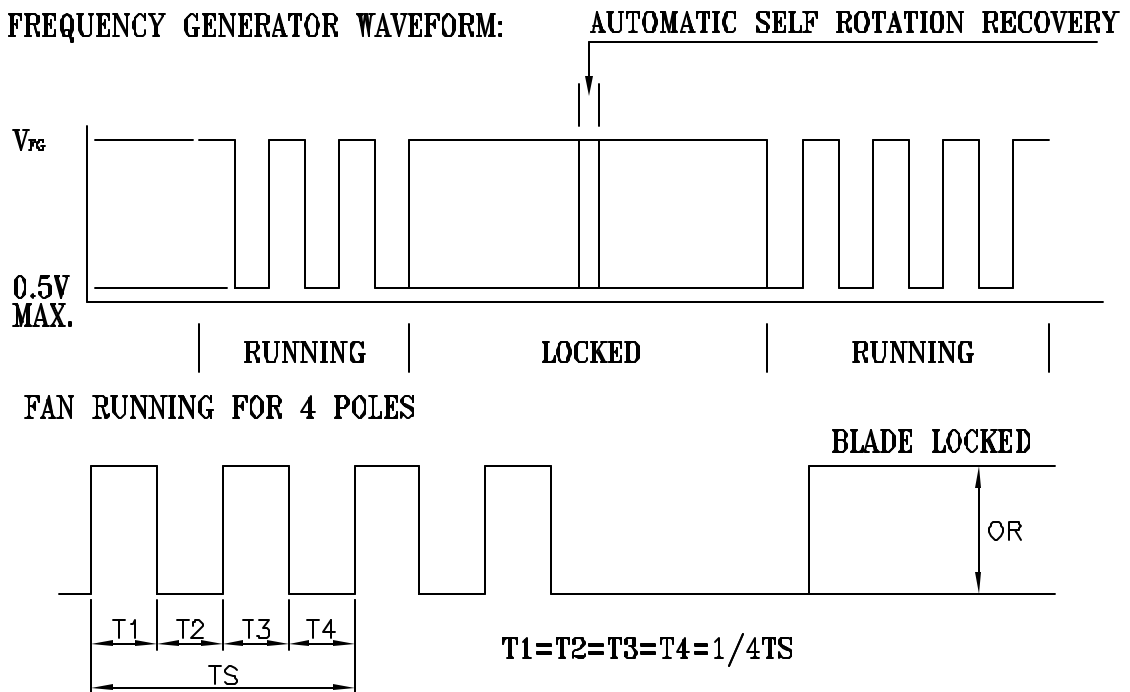 FREQUENCY GENERATOR WAVEFORM:
AUTOMATIC SELF ROTATION RECOVERY
VFG
0.5V
MAX.
RUNNING
LOCKED
RUNNING
FAN RUNNING FOR 4 POLES
BLADE LOCKED
OR
T1
T2
T3
T4
T1=T2=T3=T4=1/4TS
TS